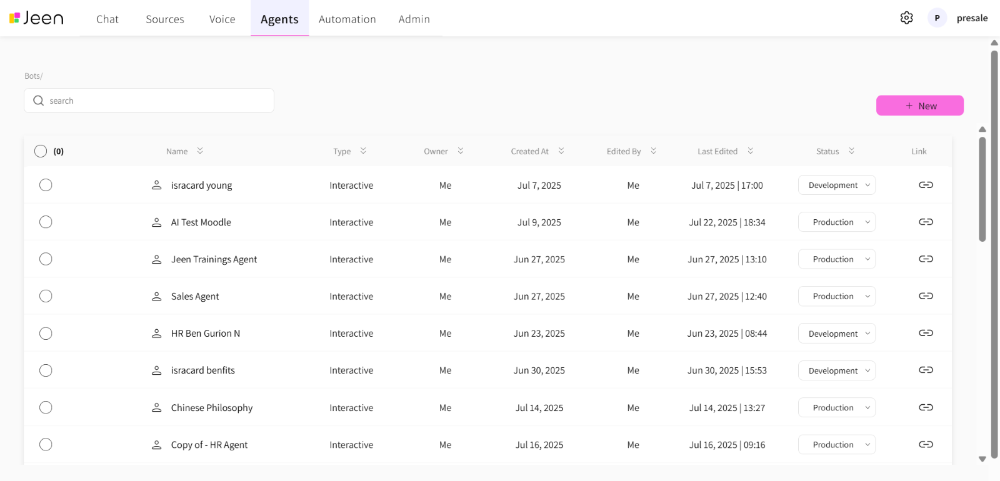 Jeen Chat Sources Voice Agents Automation Admin P presale
Bots/
search
+ New
(0) Name Type Owner Created At Edited By Last Edited Status Link
isracard young Interactive Me Jul 7, 2025 Me Jul 7, 2025 | 17:00 Development
AI Test Moodle Interactive Me Jul 9, 2025 Me Jul 22, 2025 | 18:34 Production
Jeen Trainings Agent Interactive Me Jun 27, 2025 Me Jun 27, 2025 | 13:10 Production
Sales Agent Interactive Me Jun 27, 2025 Me Jun 27, 2025 | 12:40 Production
HR Ben Gurion N Interactive Me Jun 23, 2025 Me Jun 23, 2025 | 08:44 Development
isracard benfits Interactive Me Jun 30, 2025 Me Jun 30, 2025 | 15:53 Development
Chinese Philosophy Interactive Me Jul 14, 2025 Me Jul 14, 2025 | 13:27 Production
Copy of - HR Agent Interactive Me Jul 16, 2025 Me Jul 16, 2025 | 09:16 Production